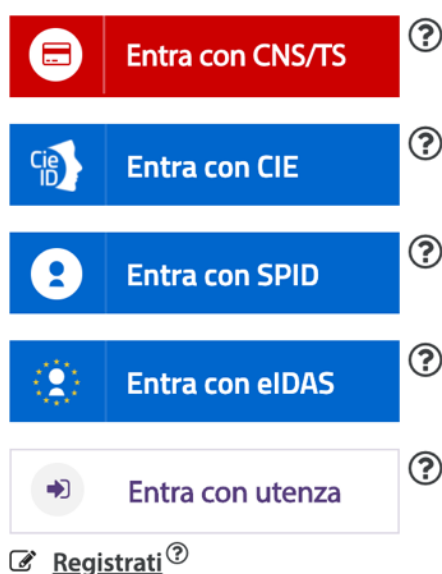 Entra con CNS/TS
?
Cie
ID
Entra con CIE
?
Entra con SPID
?
Entra con eIDAS
?
Entra con utenza
?
Registrati ?